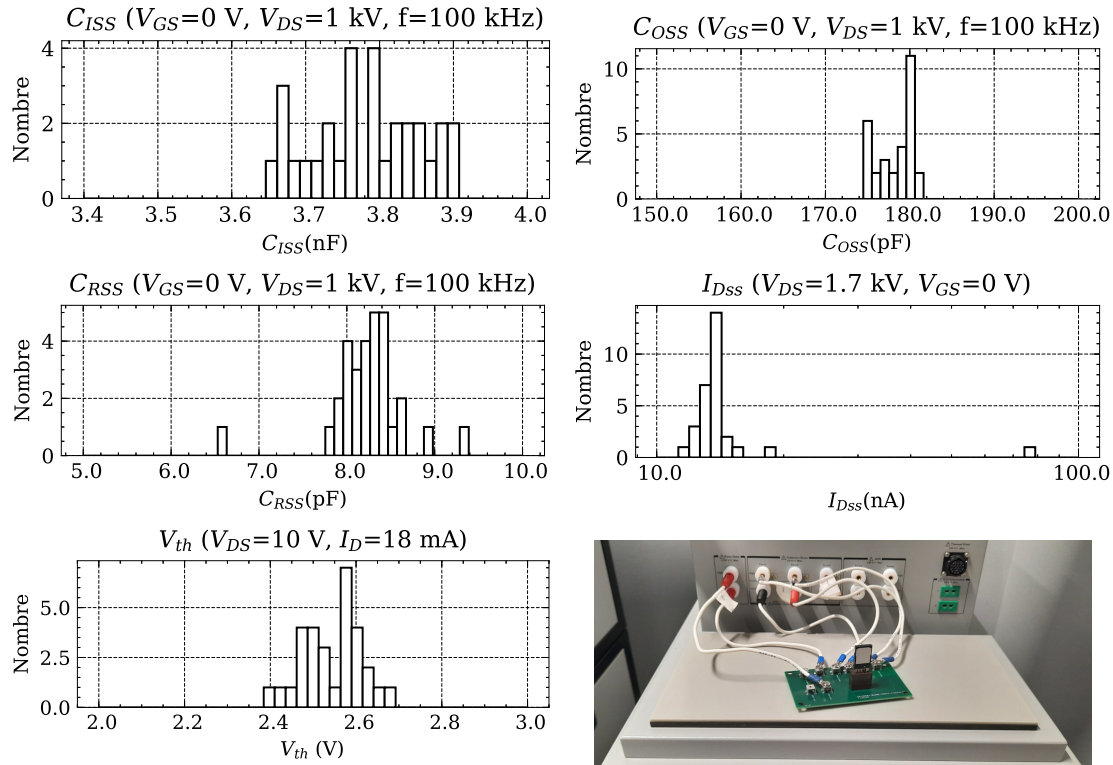 C_ISS (V_GS=0 V, V_DS=1 kV, f=100 kHz)
Nombre
4
2
0
3.4 3.5 3.6 3.7 3.8 3.9 4.0
C_ISS(nF)
C_OSS (V_GS=0 V, V_DS=1 kV, f=100 kHz)
Nombre
10
5
0
150.0 160.0 170.0 180.0 190.0 200.0
C_OSS(pF)
C_RSS (V_GS=0 V, V_DS=1 kV, f=100 kHz)
Nombre
4
2
0
5.0 6.0 7.0 8.0 9.0 10.0
C_RSS(pF)
I_Dss (V_DS=1.7 kV, V_GS=0 V)
Nombre
10
5
0
10.0 100.0
I_Dss(nA)
V_th (V_DS=10 V, I_D=18 mA)
Nombre
5.0
2.5
0.0
2.0 2.2 2.4 2.6 2.8 3.0
V_th (V)